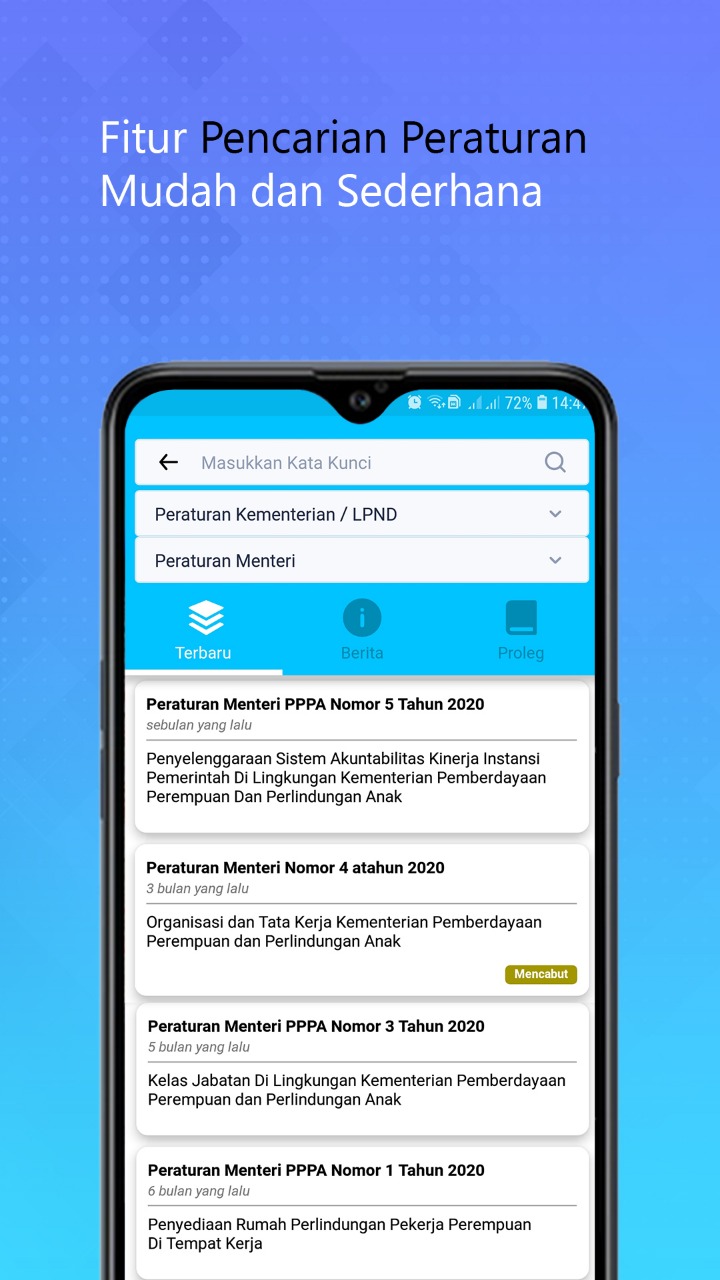 Fitur Pencarian Peraturan
Mudah dan Sederhana
72% 14:4
Masukkan Kata Kunci
Peraturan Kementerian / LPND
Peraturan Menteri
Terbaru Berita Proleg
Peraturan Menteri PPPA Nomor 5 Tahun 2020
sebulan yang lalu
Penyelenggaraan Sistem Akuntabilitas Kinerja Instansi
Pemerintah Di Lingkungan Kementerian Pemberdayaan
Perempuan Dan Perlindungan Anak
Peraturan Menteri Nomor 4 atahun 2020
3 bulan yang lalu
Organisasi dan Tata Kerja Kementerian Pemberdayaan
Perempuan dan Perlindungan Anak
Mencabut
Peraturan Menteri PPPA Nomor 3 Tahun 2020
5 bulan yang lalu
Kelas Jabatan Di Lingkungan Kementerian Pemberdayaan
Perempuan dan Perlindungan Anak
Peraturan Menteri PPPA Nomor 1 Tahun 2020
6 bulan yang lalu
Penyediaan Rumah Perlindungan Pekerja Perempuan
Di Tempat Kerja